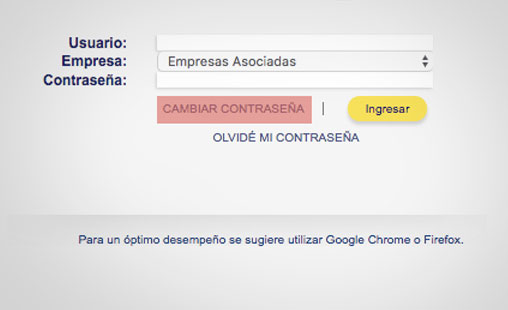 Usuario:
Empresa: Empresas Asociadas
Contraseña:
CAMBIAR CONTRASEÑA | Ingresar
OLVIDÉ MI CONTRASEÑA
Para un óptimo desempeño se sugiere utilizar Google Chrome o Firefox.